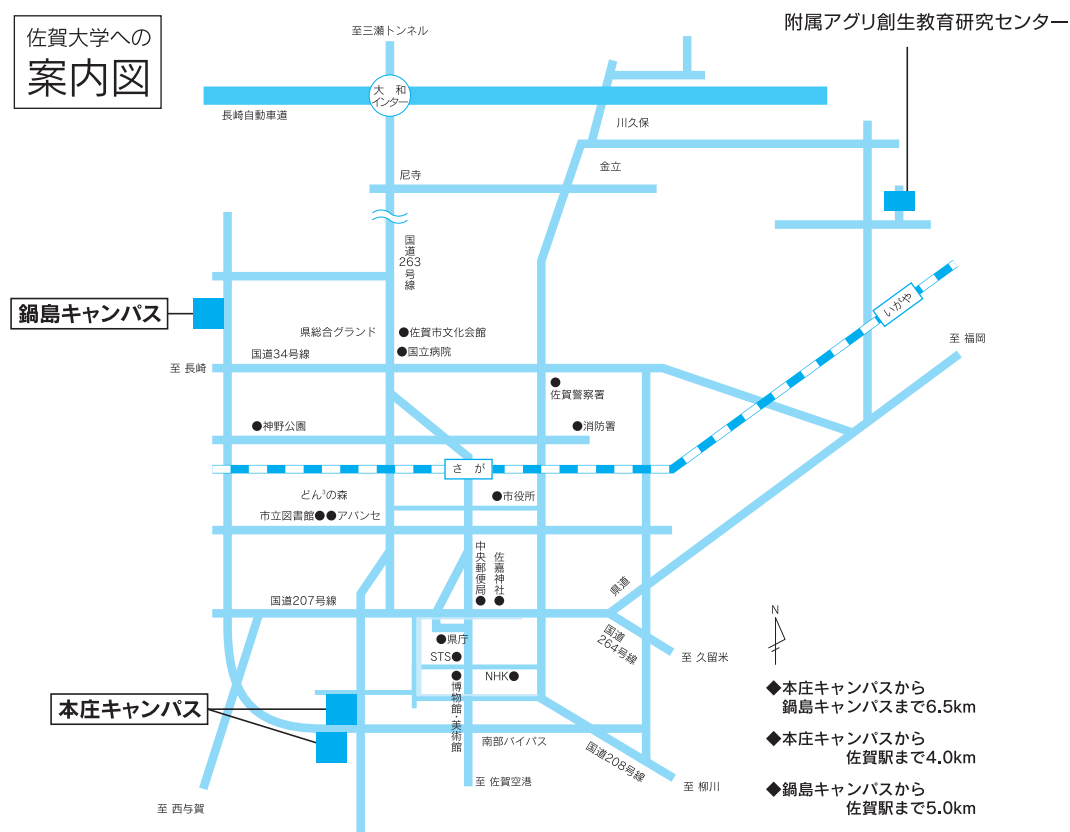 佐賀大学への
案内図
附属アグリ創生教育研究センター
至三瀬トンネル
大 和
インター
長崎自動車道
川久保
金立
尼寺
国道263号線
鍋島キャンパス
いがや
県総合グランド
佐賀市文化会館
国立病院
国道34号線
至 長崎
至 福岡
佐賀警察署
神野公園
消防署
さ が
どん³の森
市役所
市立図書館
アバンセ
中央郵便局
佐嘉神社
県道
国道207号線
国道264号線
至 久留米
県庁
STS
NHK
博物館・美術館
本庄キャンパス
南部バイパス
国道208号線
至 佐賀空港
至 柳川
至 西与賀
N
◆本庄キャンパスから
鍋島キャンパスまで6.5km
◆本庄キャンパスから
佐賀駅まで4.0km
◆鍋島キャンパスから
佐賀駅まで5.0km